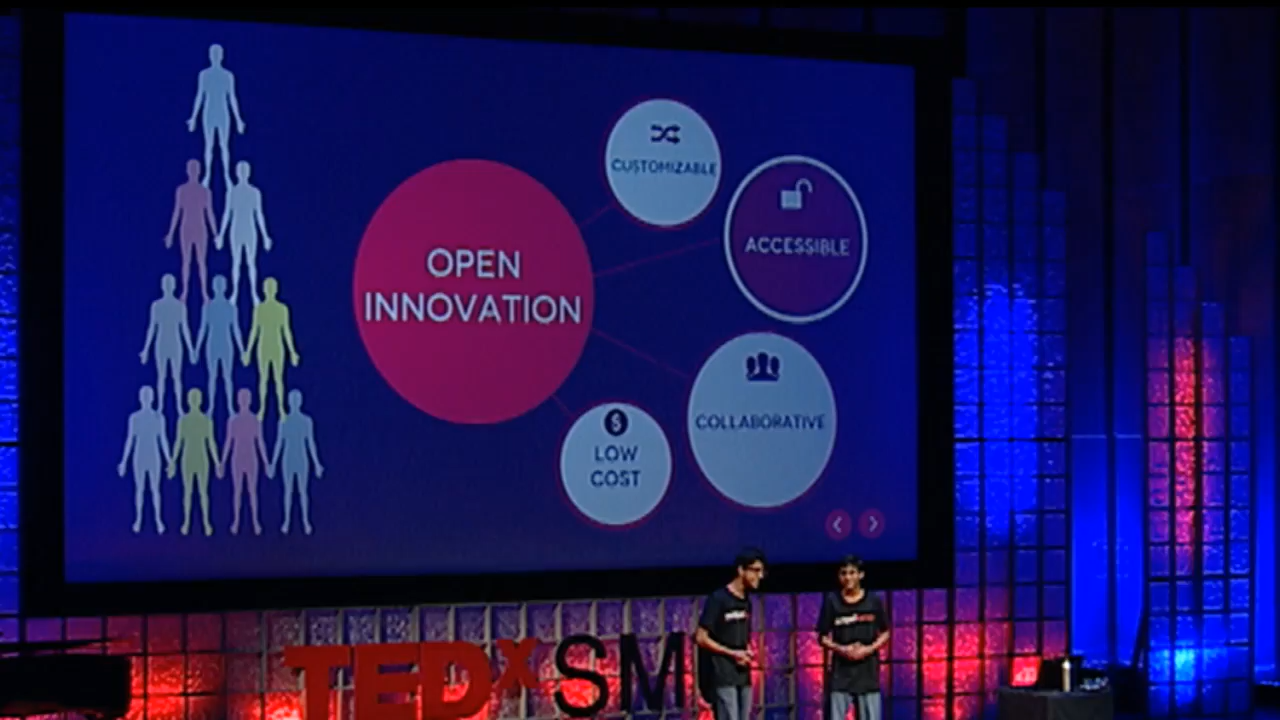 CUSTOMIZABLE
ACCESSIBLE
OPEN
INNOVATION
COLLABORATIVE
$
LOW
COST
TEDxSM